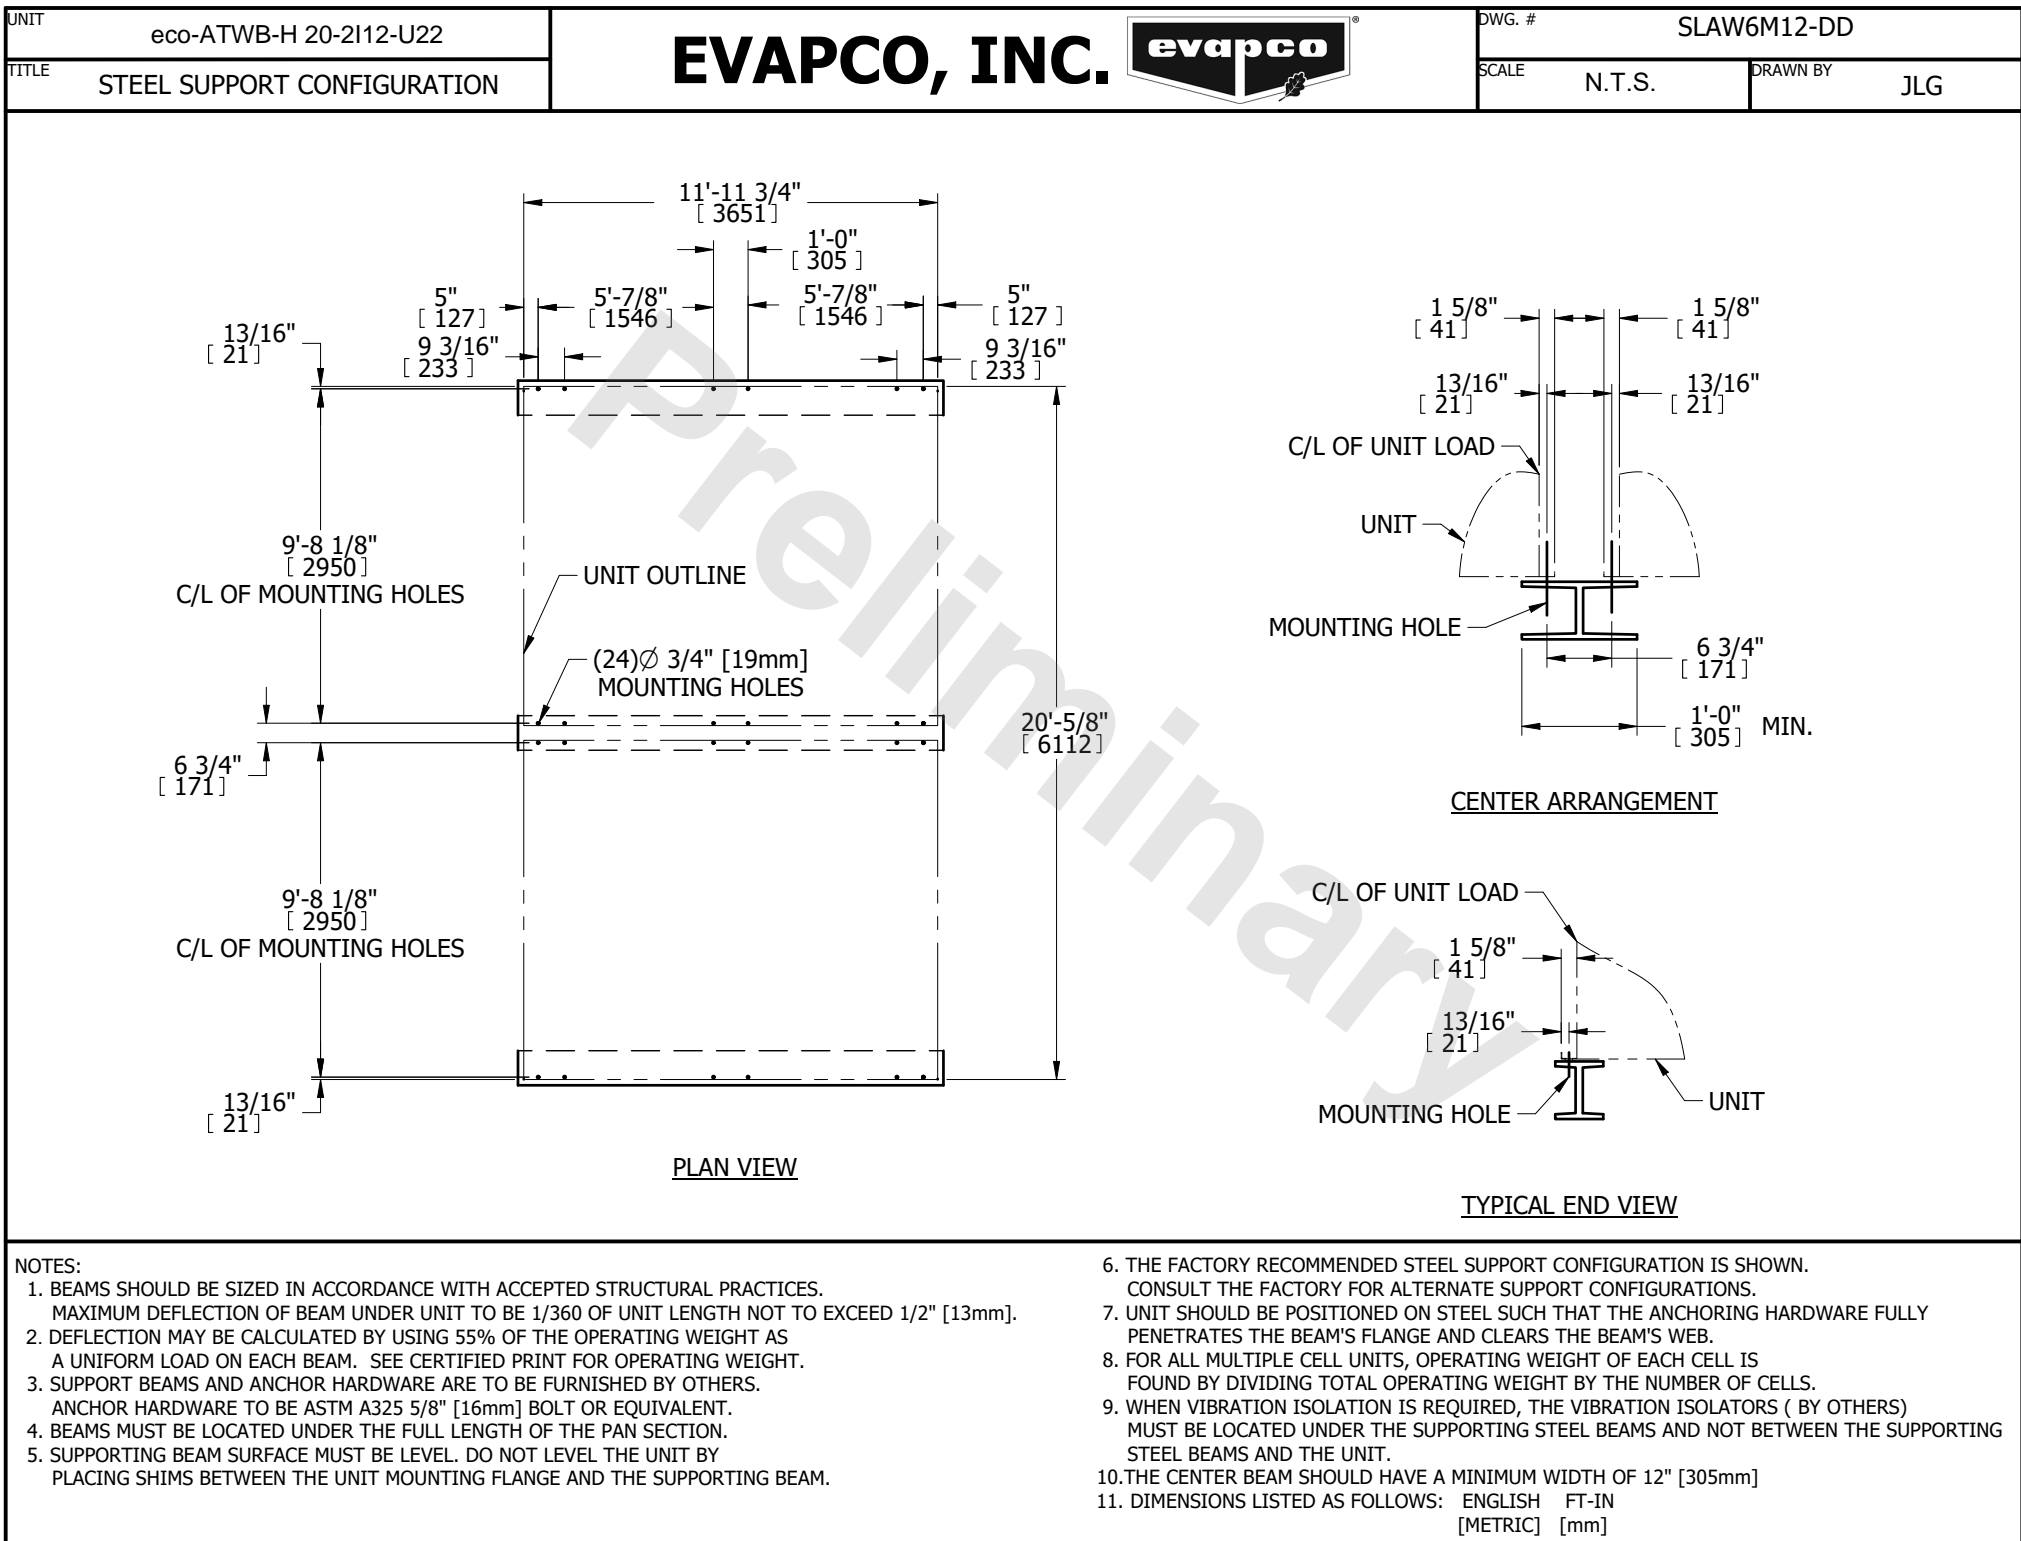 UNIT
eco-ATWB-H 20-2I12-U22
TITLE
STEEL SUPPORT CONFIGURATION
EVAPCO, INC.
evapco
®
DWG. #
SLAW6M12-DD
SCALE
N.T.S.
DRAWN BY
JLG
11'-11 3/4"
[ 3651 ]
1'-0"
[ 305 ]
5"
[ 127 ]
5'-7/8"
[ 1546 ]
5'-7/8"
[ 1546 ]
5"
[ 127 ]
13/16"
[ 21 ]
9 3/16"
[ 233 ]
9 3/16"
[ 233 ]
9'-8 1/8"
[ 2950 ]
C/L OF MOUNTING HOLES
UNIT OUTLINE
(24)Ø 3/4" [19mm]
MOUNTING HOLES
6 3/4"
[ 171 ]
20'-5/8"
[ 6112 ]
9'-8 1/8"
[ 2950 ]
C/L OF MOUNTING HOLES
13/16"
[ 21 ]
PLAN VIEW
1 5/8"
[ 41 ]
1 5/8"
[ 41 ]
13/16"
[ 21 ]
13/16"
[ 21 ]
C/L OF UNIT LOAD
UNIT
MOUNTING HOLE
6 3/4"
[ 171 ]
1'-0"
[ 305 ]
MIN.
CENTER ARRANGEMENT
C/L OF UNIT LOAD
1 5/8"
[ 41 ]
13/16"
[ 21 ]
MOUNTING HOLE
UNIT
TYPICAL END VIEW
Preliminary
NOTES:
1. BEAMS SHOULD BE SIZED IN ACCORDANCE WITH ACCEPTED STRUCTURAL PRACTICES.
MAXIMUM DEFLECTION OF BEAM UNDER UNIT TO BE 1/360 OF UNIT LENGTH NOT TO EXCEED 1/2" [13mm].
2. DEFLECTION MAY BE CALCULATED BY USING 55% OF THE OPERATING WEIGHT AS
A UNIFORM LOAD ON EACH BEAM. SEE CERTIFIED PRINT FOR OPERATING WEIGHT.
3. SUPPORT BEAMS AND ANCHOR HARDWARE ARE TO BE FURNISHED BY OTHERS.
ANCHOR HARDWARE TO BE ASTM A325 5/8" [16mm] BOLT OR EQUIVALENT.
4. BEAMS MUST BE LOCATED UNDER THE FULL LENGTH OF THE PAN SECTION.
5. SUPPORTING BEAM SURFACE MUST BE LEVEL. DO NOT LEVEL THE UNIT BY
PLACING SHIMS BETWEEN THE UNIT MOUNTING FLANGE AND THE SUPPORTING BEAM.
6. THE FACTORY RECOMMENDED STEEL SUPPORT CONFIGURATION IS SHOWN.
CONSULT THE FACTORY FOR ALTERNATE SUPPORT CONFIGURATIONS.
7. UNIT SHOULD BE POSITIONED ON STEEL SUCH THAT THE ANCHORING HARDWARE FULLY
PENETRATES THE BEAM'S FLANGE AND CLEARS THE BEAM'S WEB.
8. FOR ALL MULTIPLE CELL UNITS, OPERATING WEIGHT OF EACH CELL IS
FOUND BY DIVIDING TOTAL OPERATING WEIGHT BY THE NUMBER OF CELLS.
9. WHEN VIBRATION ISOLATION IS REQUIRED, THE VIBRATION ISOLATORS ( BY OTHERS)
MUST BE LOCATED UNDER THE SUPPORTING STEEL BEAMS AND NOT BETWEEN THE SUPPORTING
STEEL BEAMS AND THE UNIT.
10.THE CENTER BEAM SHOULD HAVE A MINIMUM WIDTH OF 12" [305mm]
11. DIMENSIONS LISTED AS FOLLOWS: ENGLISH FT-IN
[METRIC] [mm]